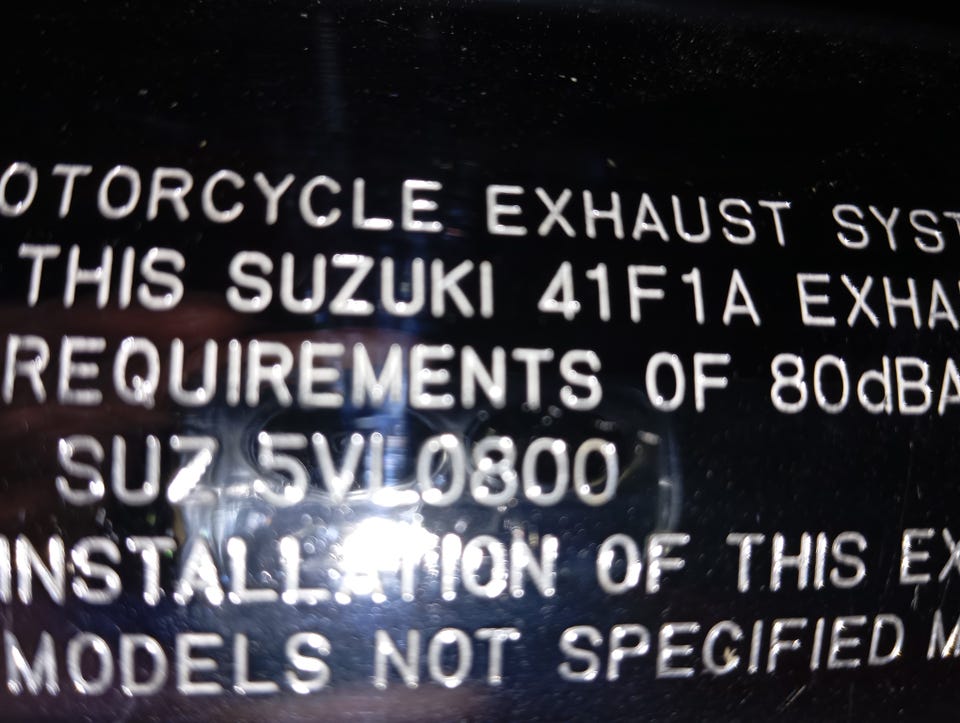 OTORCYCLE EXHAUST SYST
THIS SUZUKI 41F1A EXHA
REQUIREMENTS OF 80dBA
SUZ 5VL0800
INSTALLATION OF THIS EX
MODELS NOT SPECIFIED M